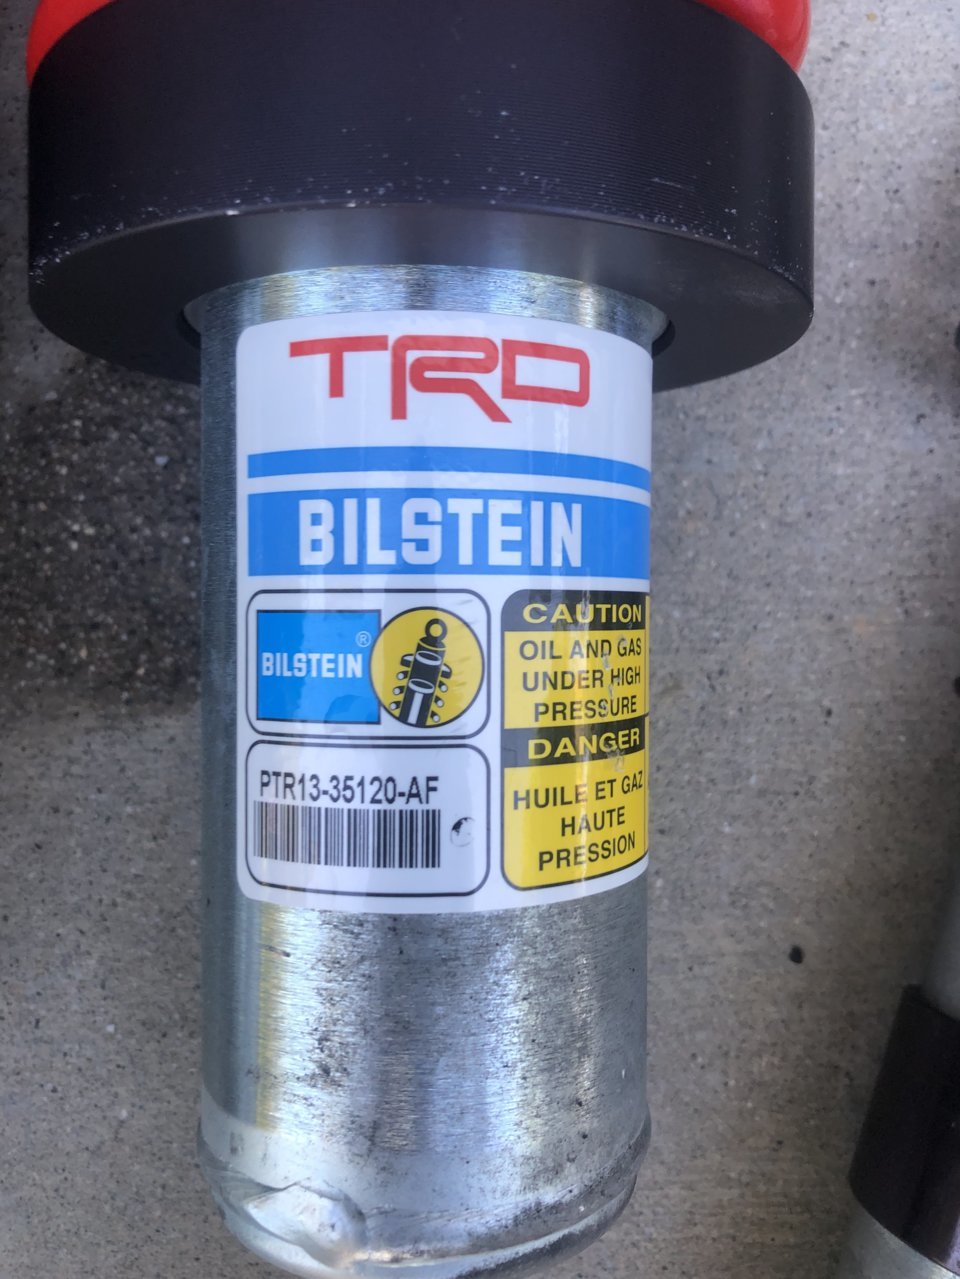 TRD
BILSTEIN
BILSTEIN®
PTR13-35120-AF
CAUTION
OIL AND GAS
UNDER HIGH
PRESSURE
DANGER
HUILE ET GAZ
HAUTE
PRESSION